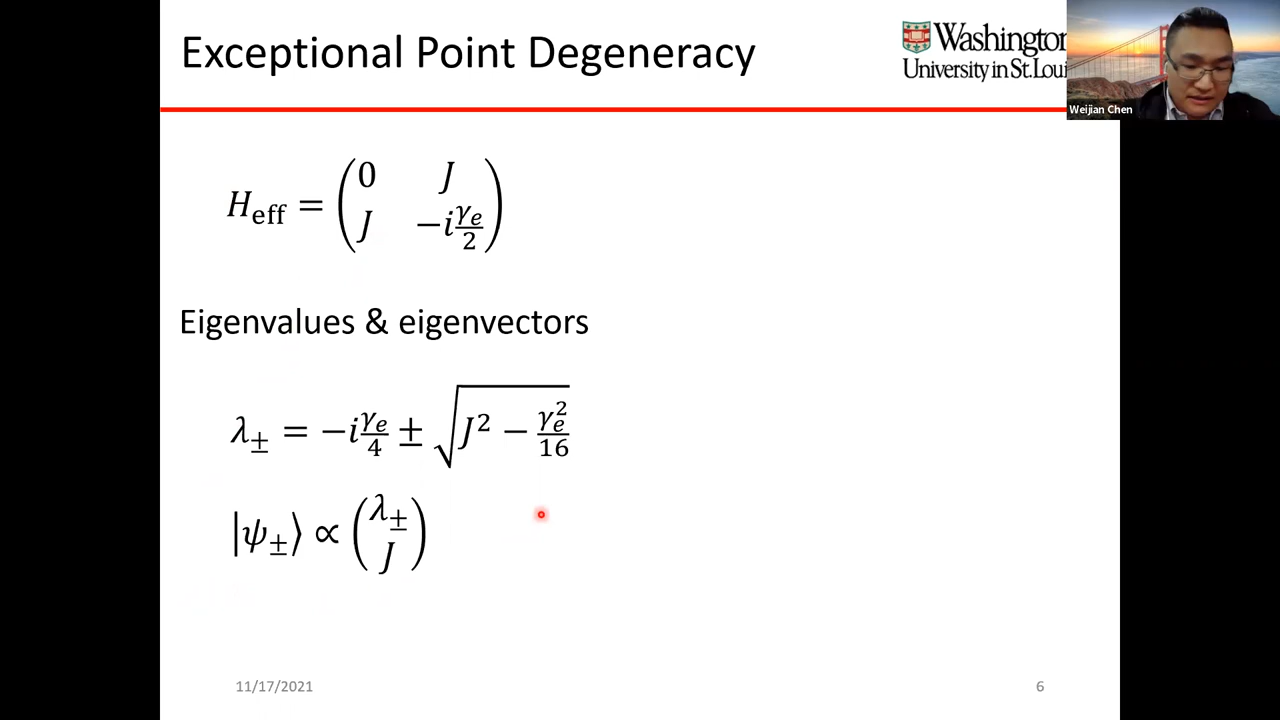 Exceptional Point Degeneracy
Washington
University in St.Loui
Weijian Chen
H_eff = ( 0 J
J −i γ_e/2 )
Eigenvalues & eigenvectors
λ_± = −i γ_e/4 ± √(J² − γ_e²/16)
|ψ_±⟩ ∝ ( λ_±
J )
11/17/2021
6